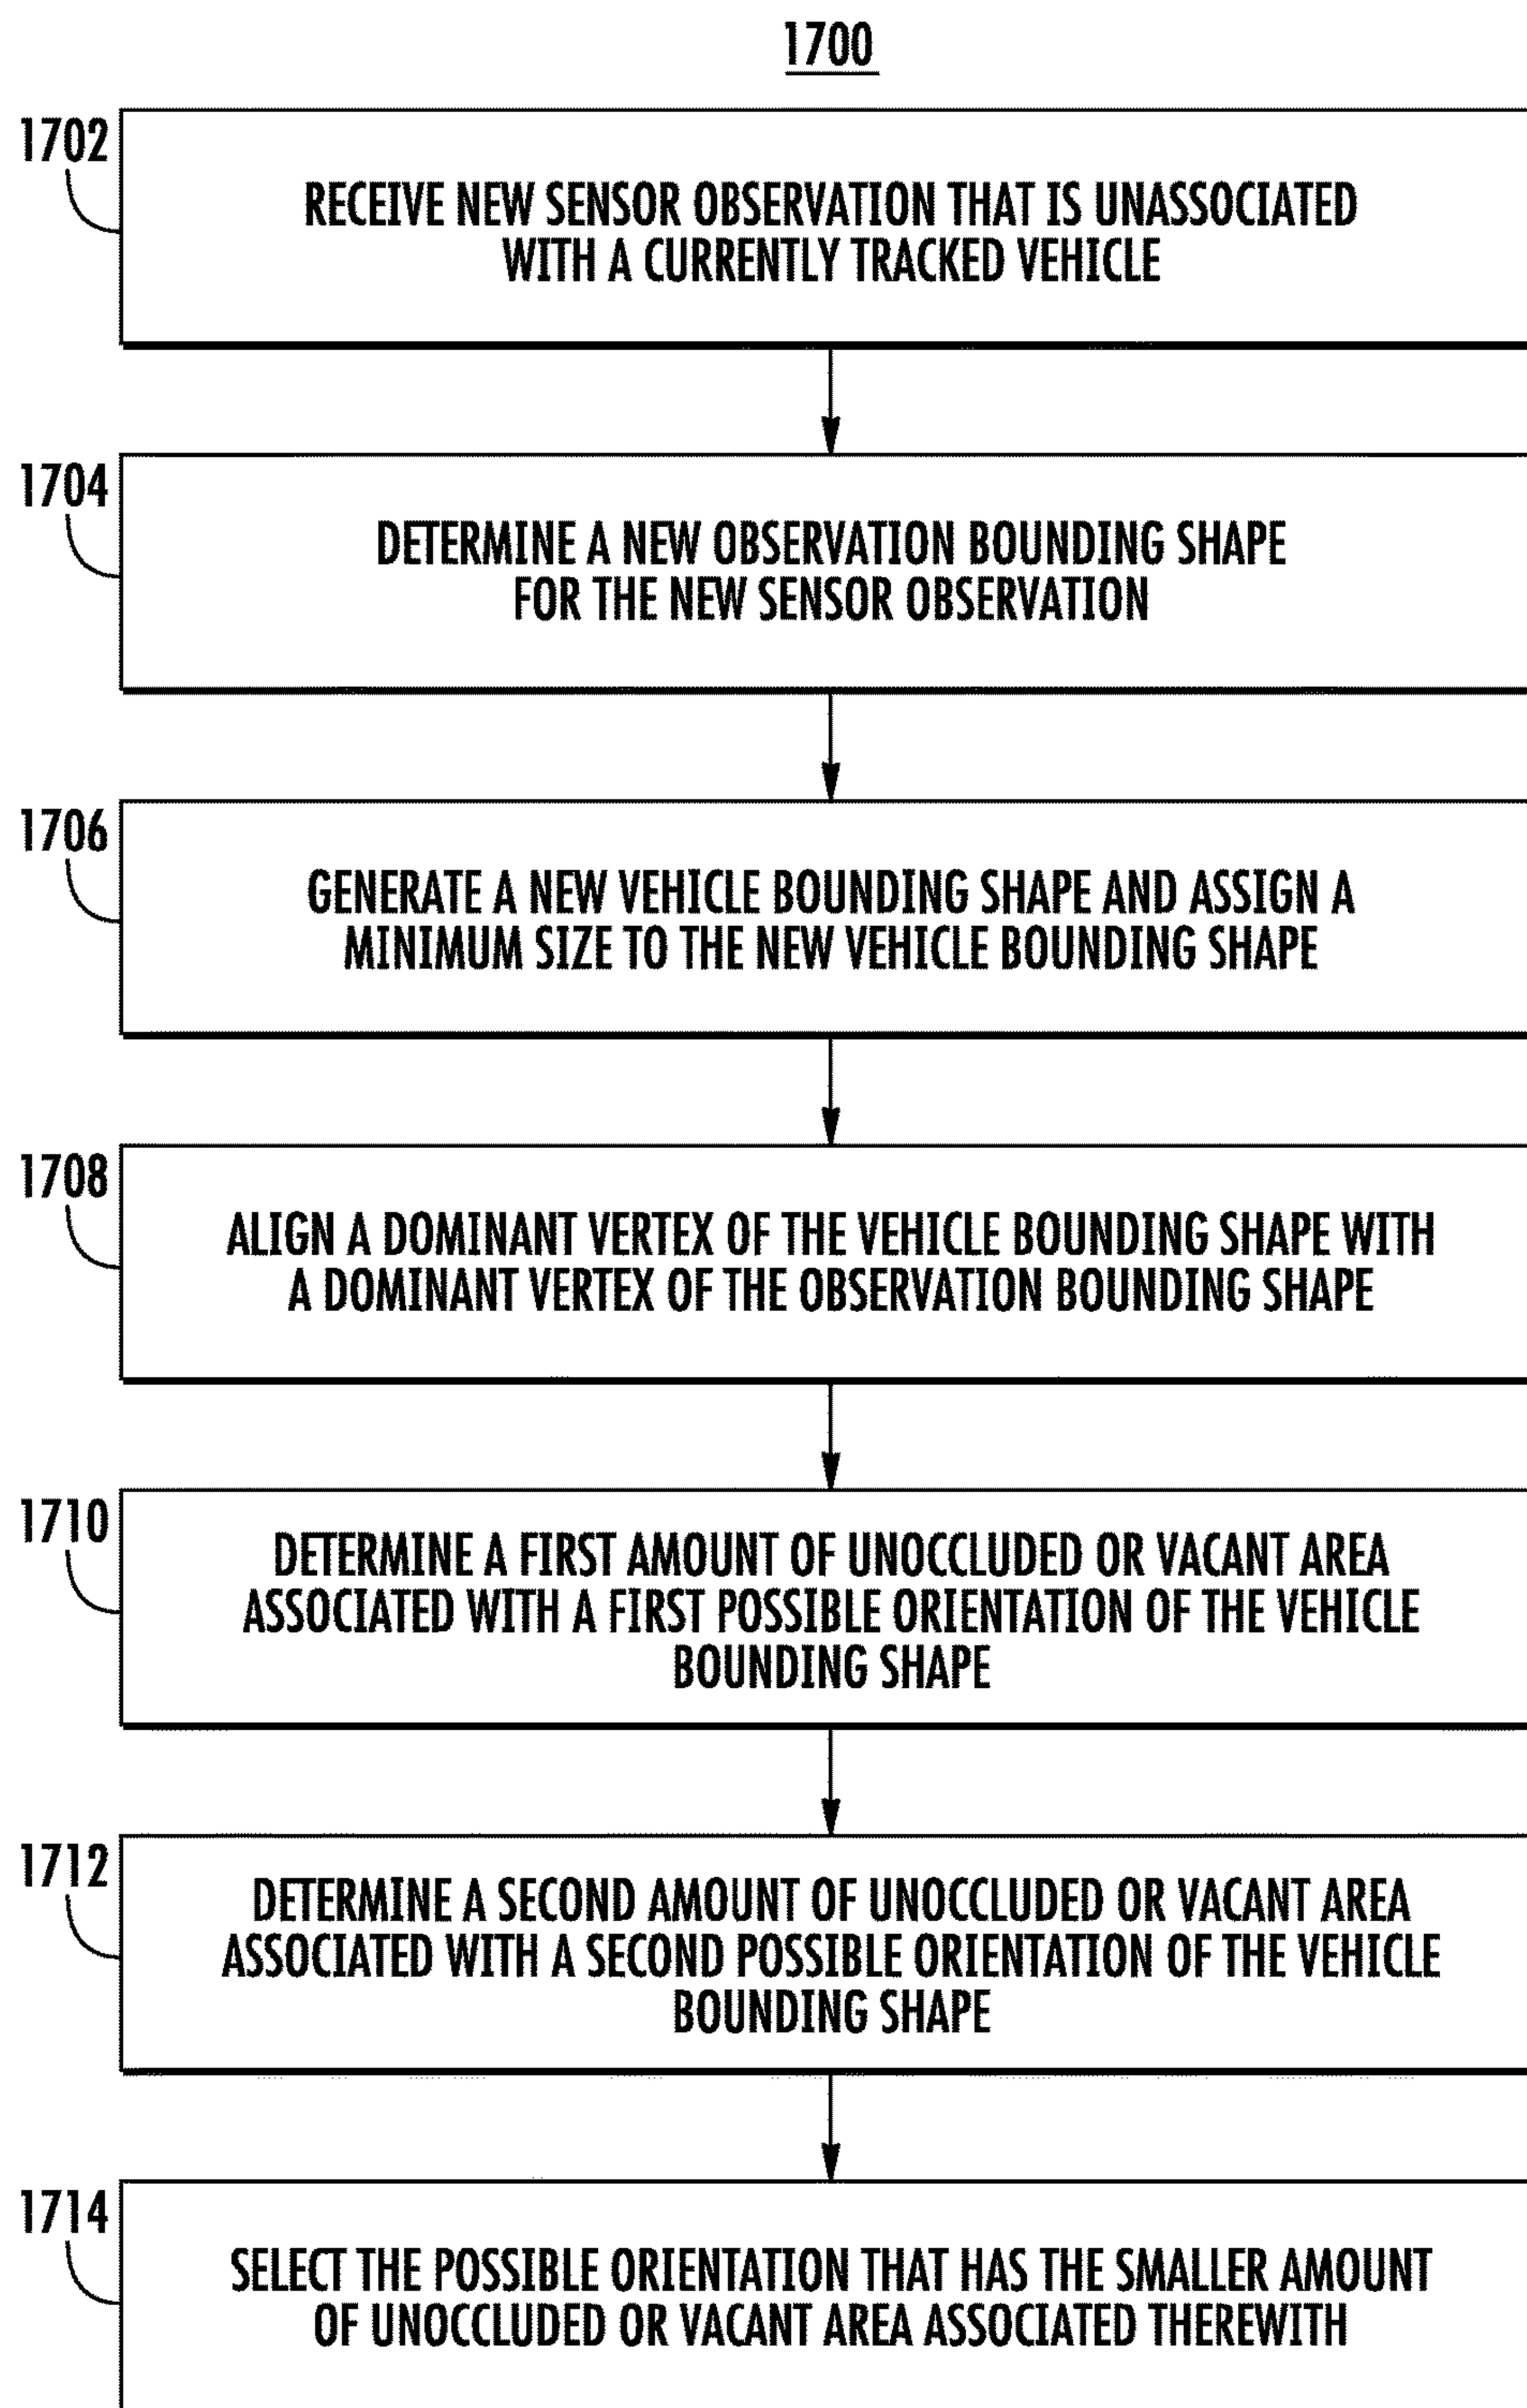 1700
1702
RECEIVE NEW SENSOR OBSERVATION THAT IS UNASSOCIATED
WITH A CURRENTLY TRACKED VEHICLE
1704
DETERMINE A NEW OBSERVATION BOUNDING SHAPE
FOR THE NEW SENSOR OBSERVATION
1706
GENERATE A NEW VEHICLE BOUNDING SHAPE AND ASSIGN A
MINIMUM SIZE TO THE NEW VEHICLE BOUNDING SHAPE
1708
ALIGN A DOMINANT VERTEX OF THE VEHICLE BOUNDING SHAPE WITH
A DOMINANT VERTEX OF THE OBSERVATION BOUNDING SHAPE
1710
DETERMINE A FIRST AMOUNT OF UNOCCLUDED OR VACANT AREA
ASSOCIATED WITH A FIRST POSSIBLE ORIENTATION OF THE VEHICLE
BOUNDING SHAPE
1712
DETERMINE A SECOND AMOUNT OF UNOCCLUDED OR VACANT AREA
ASSOCIATED WITH A SECOND POSSIBLE ORIENTATION OF THE VEHICLE
BOUNDING SHAPE
1714
SELECT THE POSSIBLE ORIENTATION THAT HAS THE SMALLER AMOUNT
OF UNOCCLUDED OR VACANT AREA ASSOCIATED THEREWITH